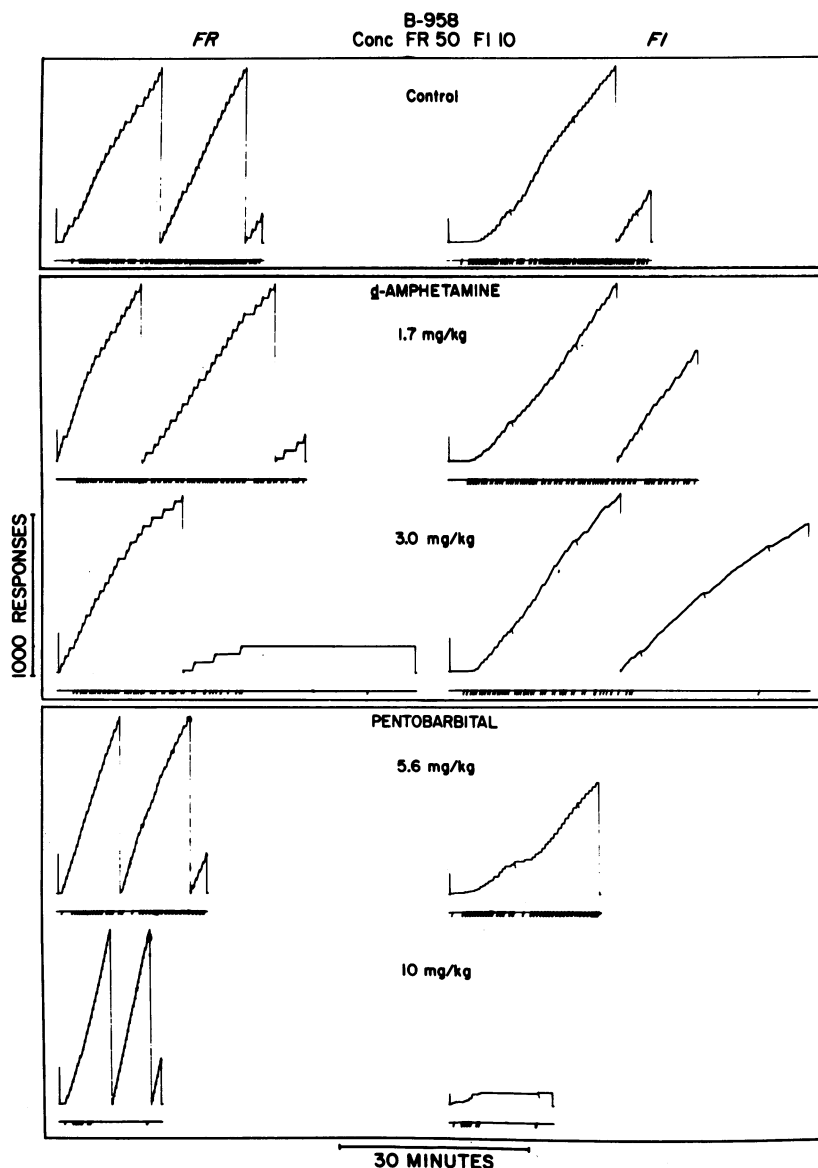 B-958
FR Conc FR 50 FI 10 FI
Control
d-AMPHETAMINE
1.7 mg/kg
3.0 mg/kg
1000 RESPONSES
PENTOBARBITAL
5.6 mg/kg
10 mg/kg
30 MINUTES